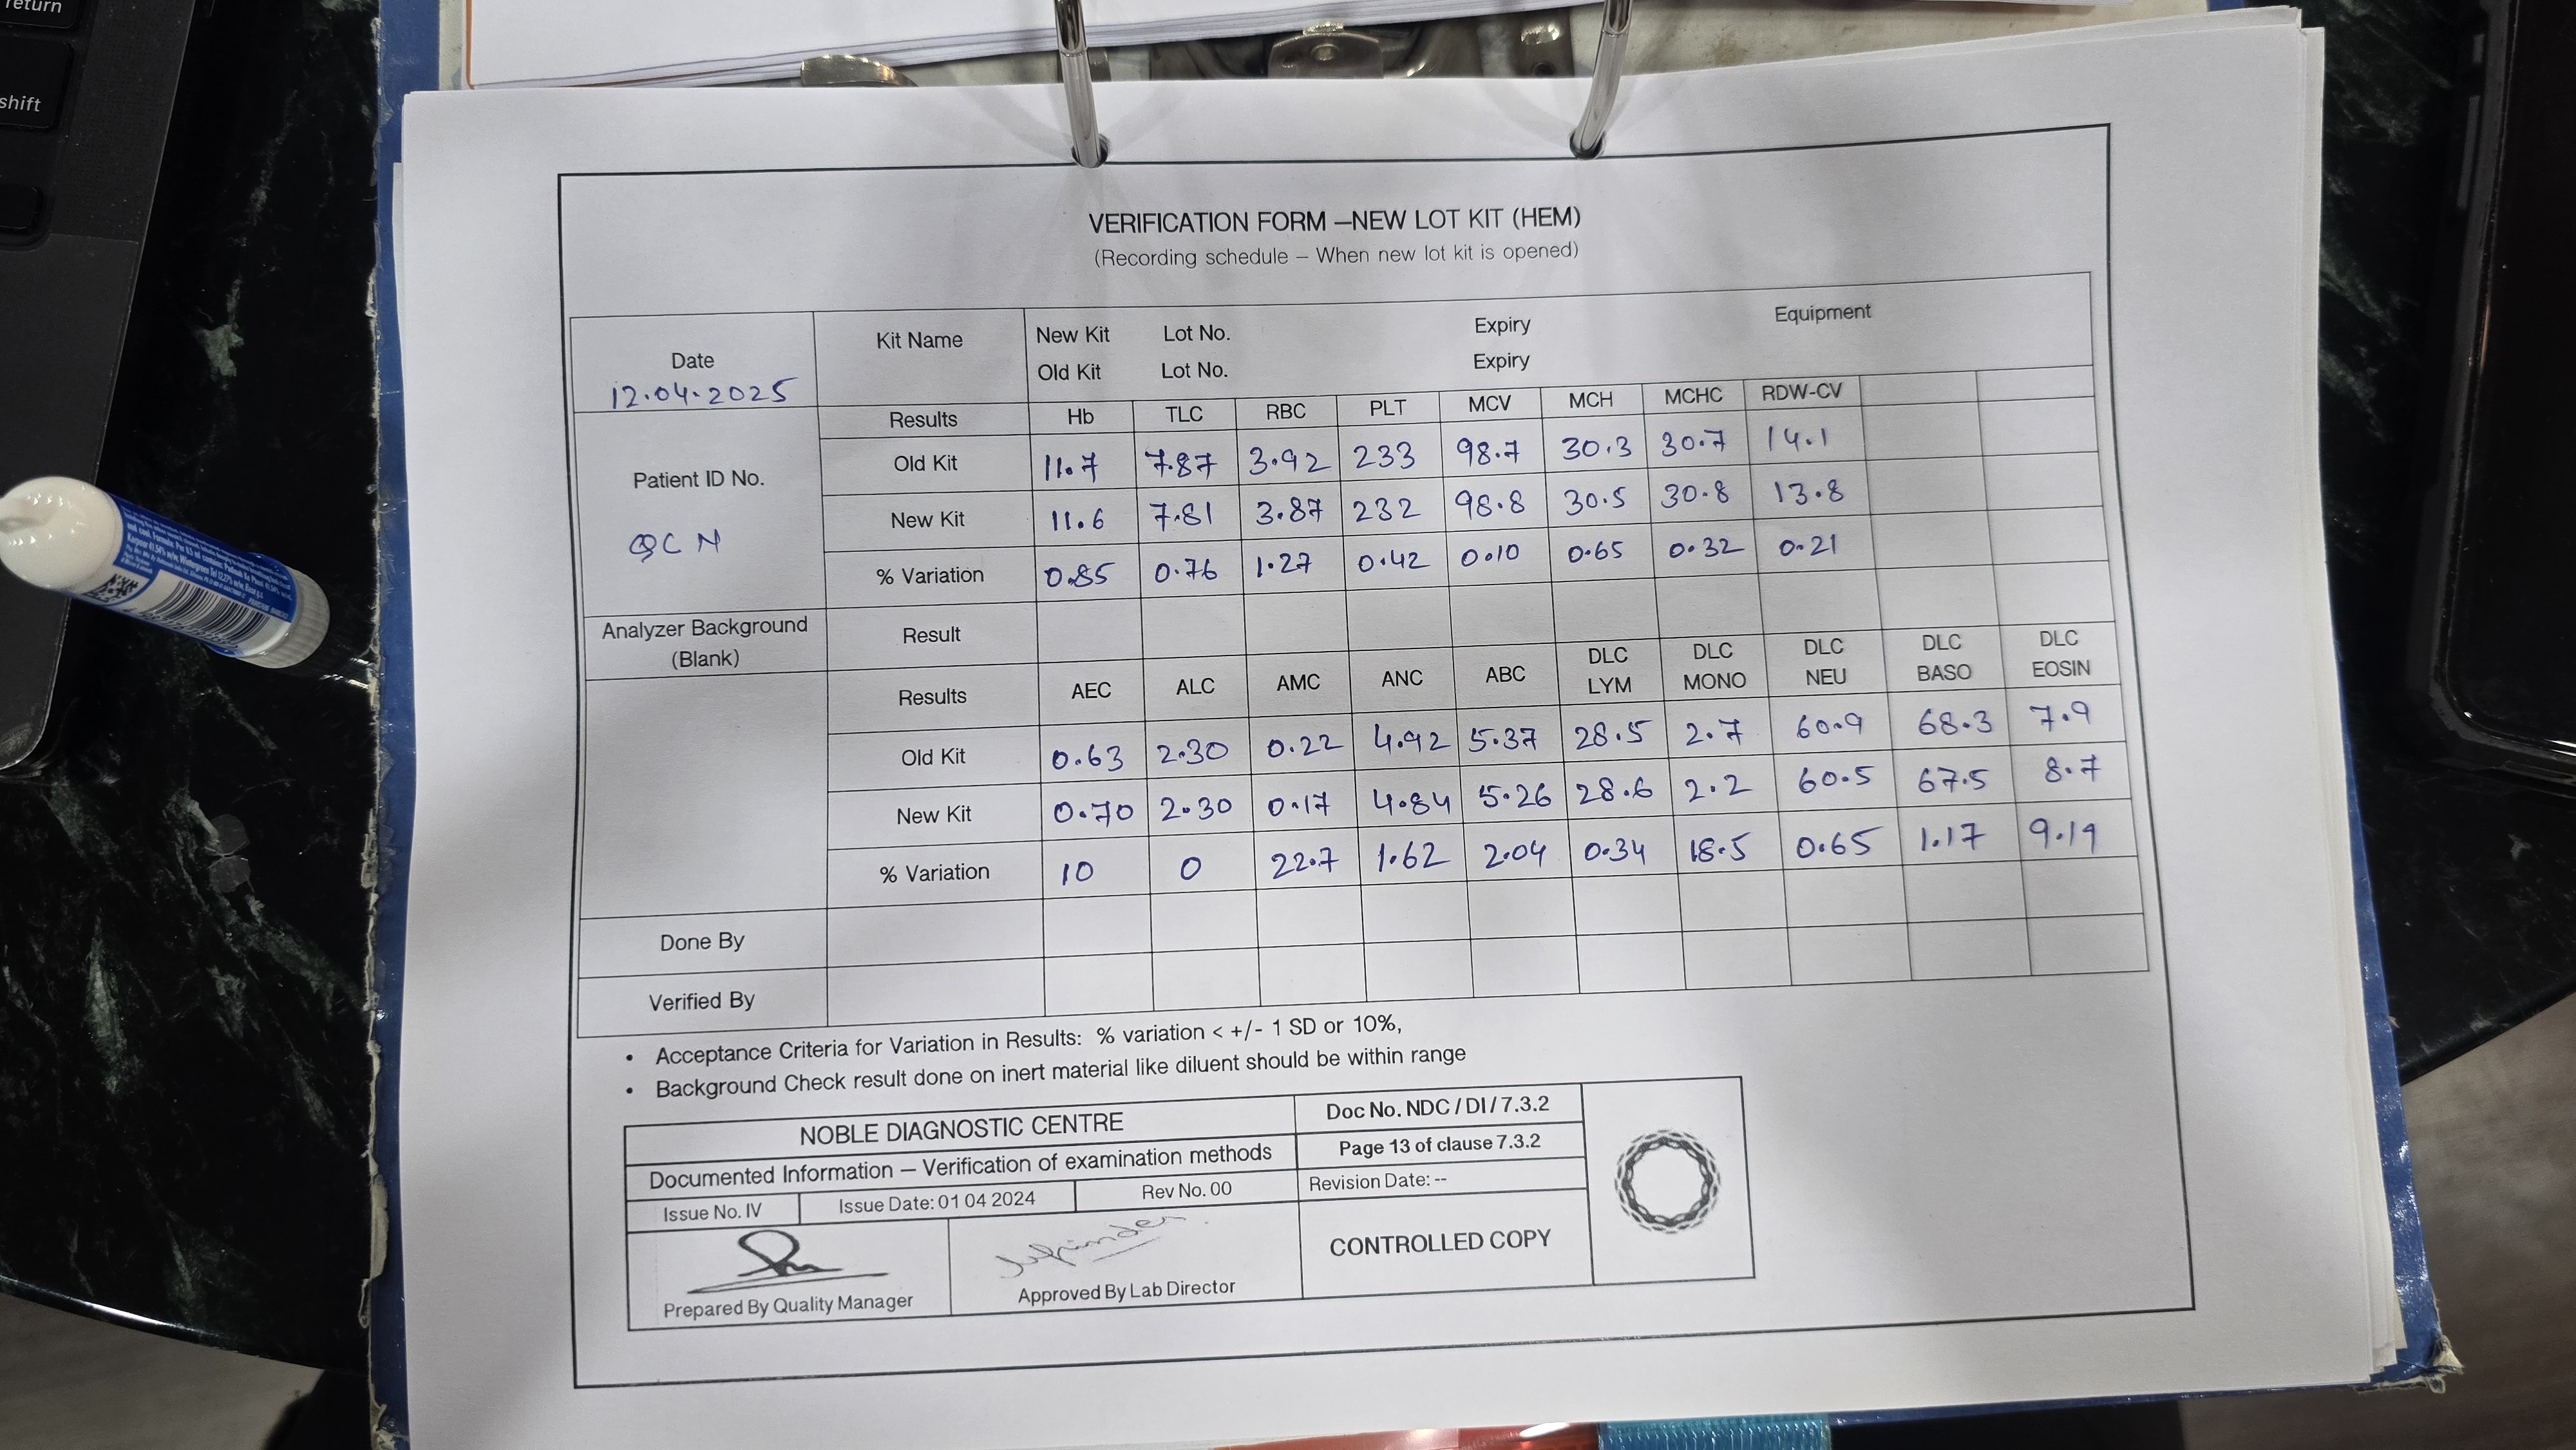 shift
return
VERIFICATION FORM –NEW LOT KIT (HEM)
(Recording schedule – When new lot kit is opened)
Date Kit Name New Kit Lot No. Expiry Equipment
12.04.2025 Old Kit Lot No. Expiry
Patient ID No. Results Hb TLC RBC PLT MCV MCH MCHC RDW-CV
QC N Old Kit 11.7 7.87 3.92 233 98.7 30.3 30.7 14.1
New Kit 11.6 7.81 3.87 232 98.8 30.5 30.8 13.8
% Variation 0.85 0.76 1.27 0.42 0.10 0.65 0.32 0.21
Analyzer Background (Blank) Result
Results AEC ALC AMC ANC ABC DLC LYM DLC MONO DLC NEU DLC BASO DLC EOSIN
Old Kit 0.63 2.30 0.22 4.92 5.37 28.5 2.7 60.9 68.3 7.9
New Kit 0.70 2.30 0.17 4.84 5.26 28.6 2.2 60.5 67.5 8.7
% Variation 10 0 22.7 1.62 2.04 0.34 18.5 0.65 1.17 9.19
Done By
Verified By
• Acceptance Criteria for Variation in Results: % variation < +/- 1 SD or 10%,
• Background Check result done on inert material like diluent should be within range
NOBLE DIAGNOSTIC CENTRE Doc No. NDC / DI / 7.3.2
Documented Information – Verification of examination methods Page 13 of clause 7.3.2
Issue No. IV Issue Date: 01 04 2024 Rev No. 00 Revision Date: --
CONTROLLED COPY
Prepared By Quality Manager Approved By Lab Director